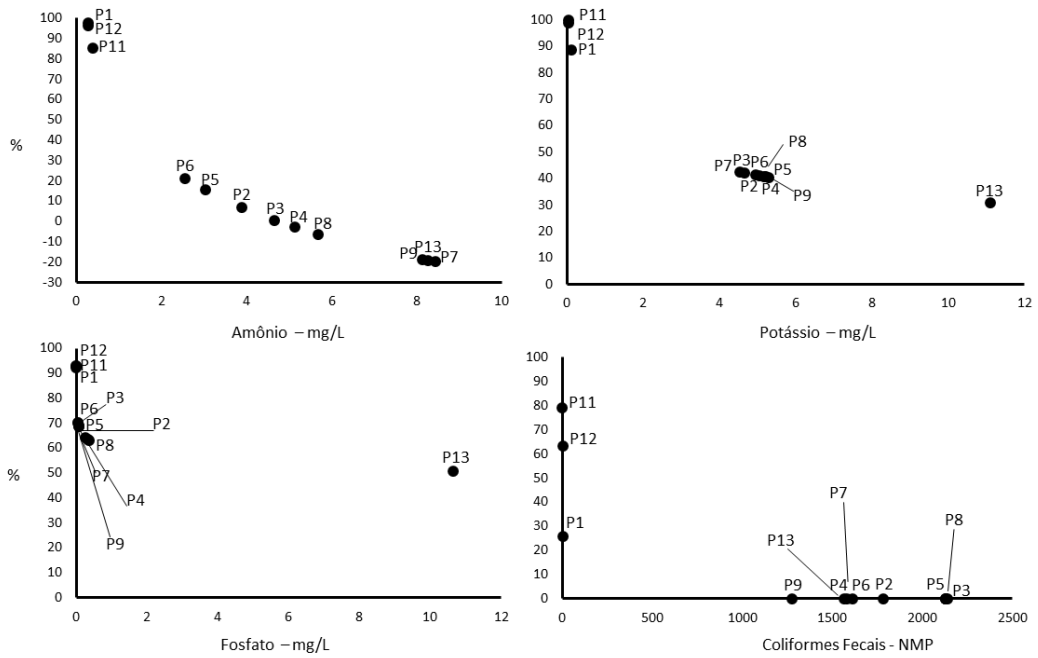 100
90
80
70
60
50
40
30
20
10
0
-10
-20
-30
%
P1
P12
P11
P6
P5
P2
P3
P4
P8
P9
P13
P7
0 2 4 6 8 10
Amônio – mg/L
100
90
80
70
60
50
40
30
20
10
0
P11
P12
P1
P8
P7
P3
P6
P5
P2
P4
P9
P13
0 2 4 6 8 10 12
Potássio – mg/L
100
90
80
70
60
50
40
30
20
10
0
%
P12
P11
P1
P3
P6
P5
P2
P8
P7
P4
P9
P13
0 2 4 6 8 10 12
Fosfato – mg/L
100
90
80
70
60
50
40
30
20
10
0
P11
P12
P1
P7
P8
P13
P9
P4
P6
P2
P5
P3
0 500 1000 1500 2000 2500
Coliformes Fecais - NMP